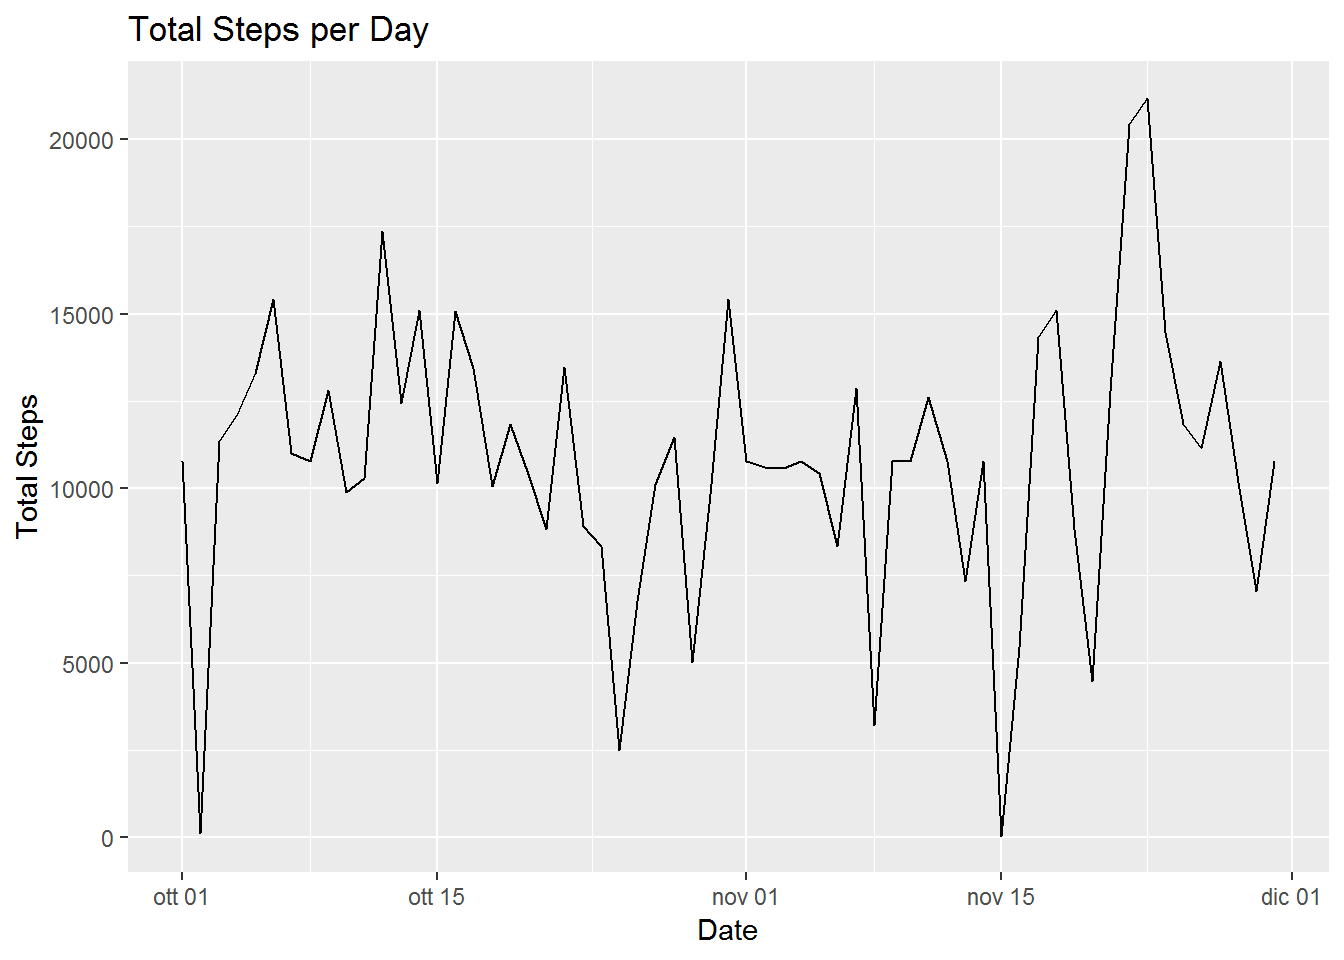 Total Steps per Day
20000
15000
10000
5000
0
Total Steps
ott 01 ott 15 nov 01 nov 15 dic 01
Date